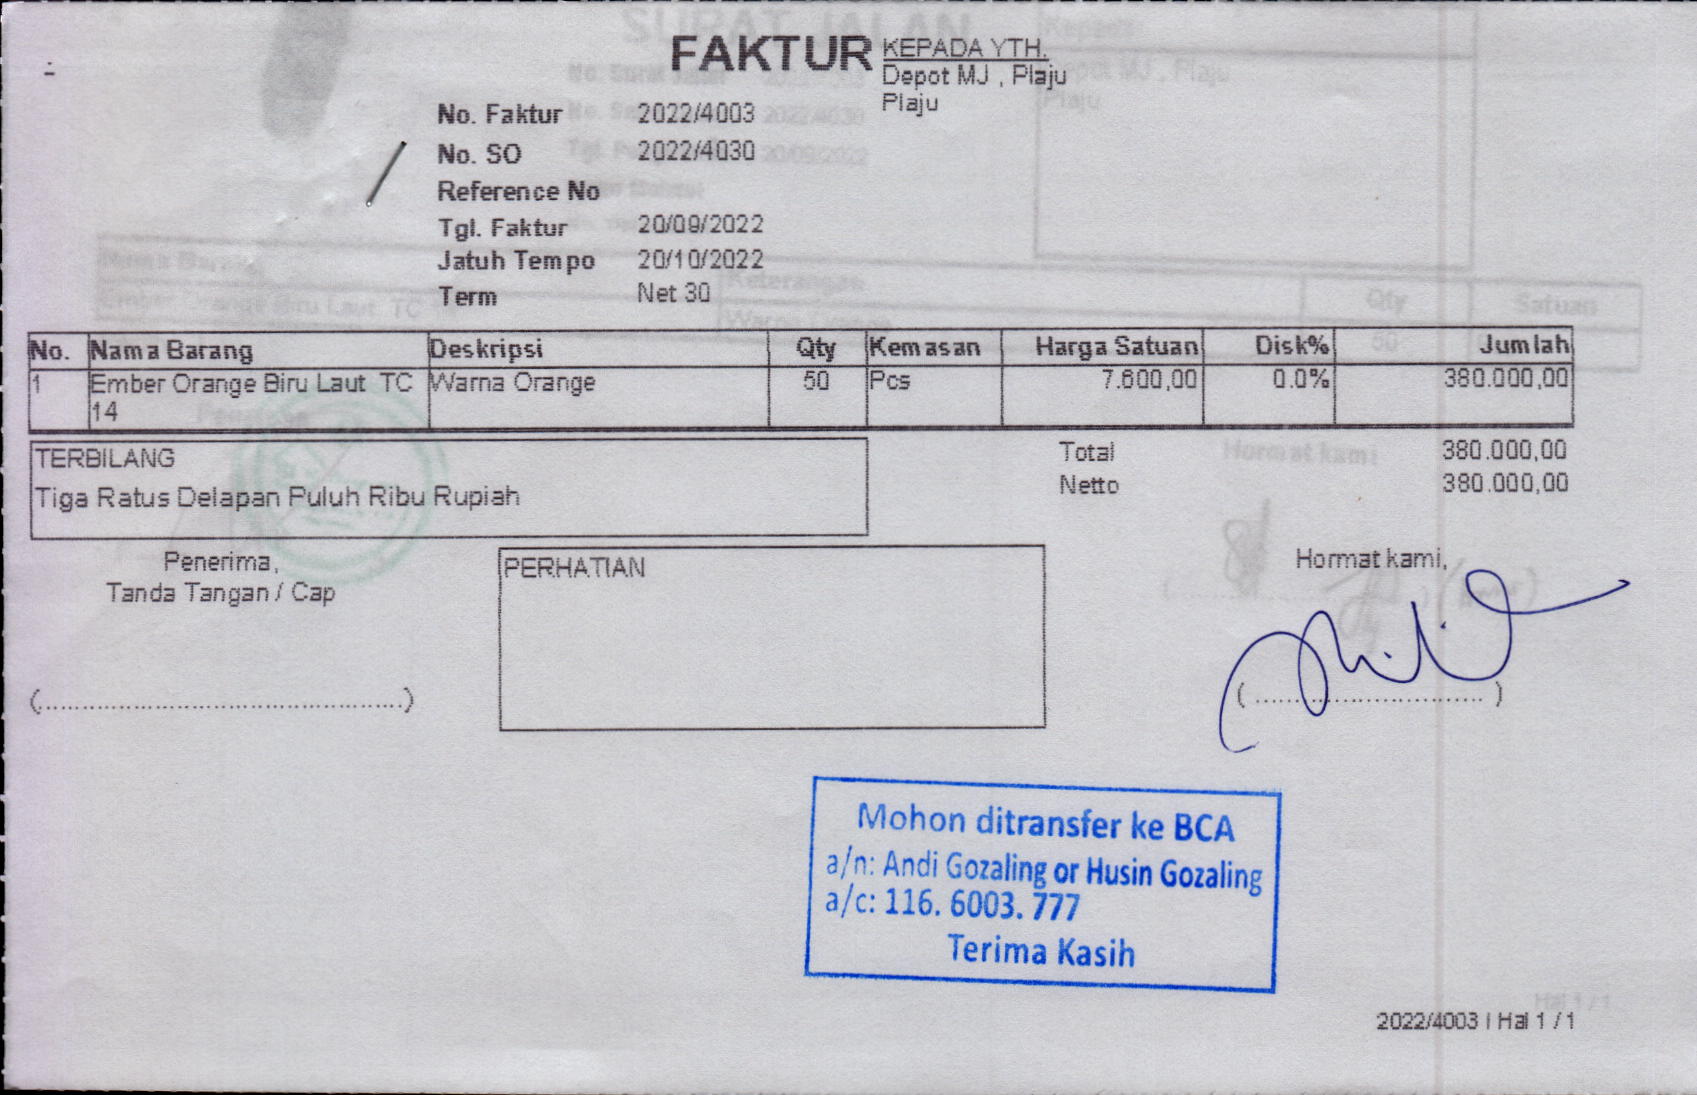 FAKTUR
KEPADA YTH.
Depot MJ , Plaju
Plaju
No. Faktur 2022/4003
No. SO 2022/4030
Reference No
Tgl. Faktur 20/09/2022
Jatuh Tempo 20/10/2022
Term Net 30
No. Nama Barang Deskripsi Qty Kemasan Harga Satuan Disk% Jumlah
1 Ember Orange Biru Laut TC Warna Orange 50 Pcs 7.600,00 0.0% 380.000,00
14
TERBILANG
Tiga Ratus Delapan Puluh Ribu Rupiah
Total 380.000,00
Netto 380.000,00
Penerima,
Tanda Tangan / Cap
(................................................)
PERHATIAN
Hormat kami,
( ................................ )
Mohon ditransfer ke BCA
a/n: Andi Gozaling or Husin Gozaling
a/c: 116. 6003. 777
Terima Kasih
2022/4003 | Hal 1 / 1